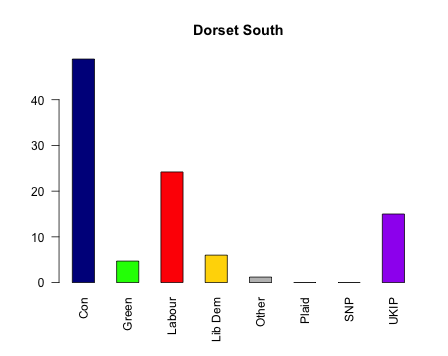 Dorset South
40
30
20
10
0
Con
Green
Labour
Lib Dem
Other
Plaid
SNP
UKIP